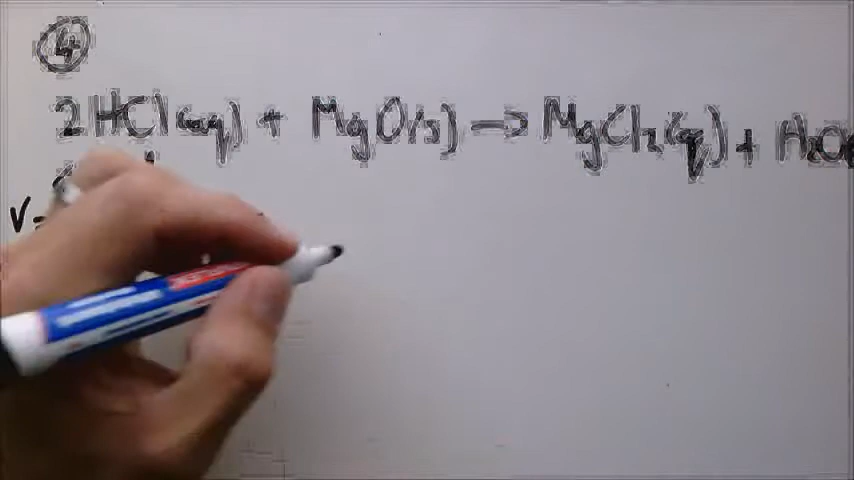 4
2HCl(aq) + MgO(s) → MgCl₂(aq) + H₂O
V=